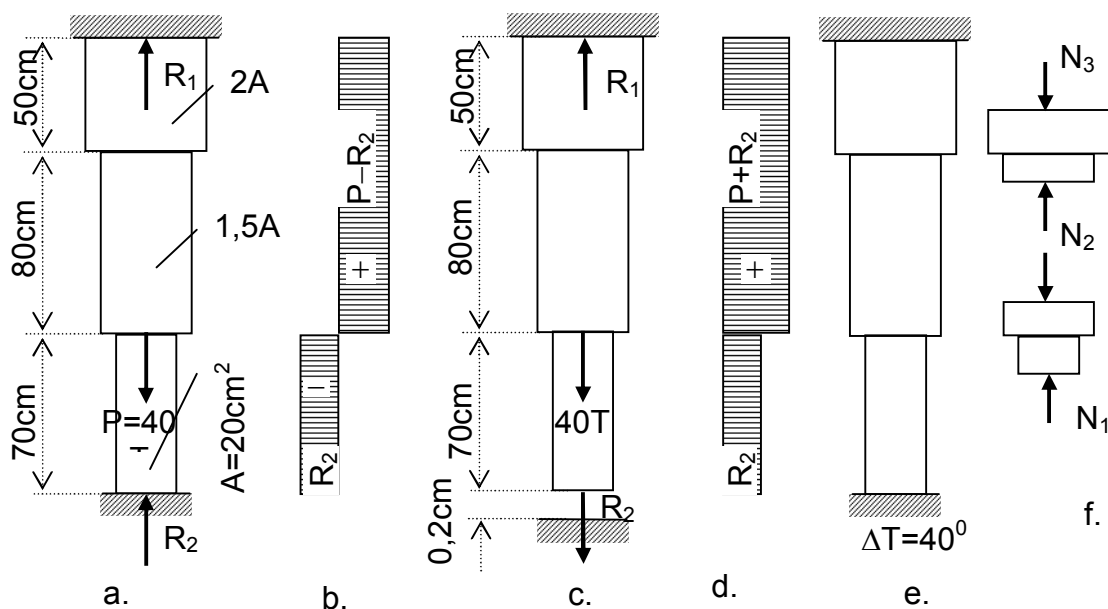 50cm
80cm
70cm
R₁
2A
1,5A
P=40
A=20cm²
R₂
a.
P−R₂
+
−
R₂
b.
50cm
80cm
70cm
0,2cm
R₁
40T
R₂
c.
P+R₂
+
R₂
d.
ΔT=40⁰
e.
N₃
N₂
N₁
f.